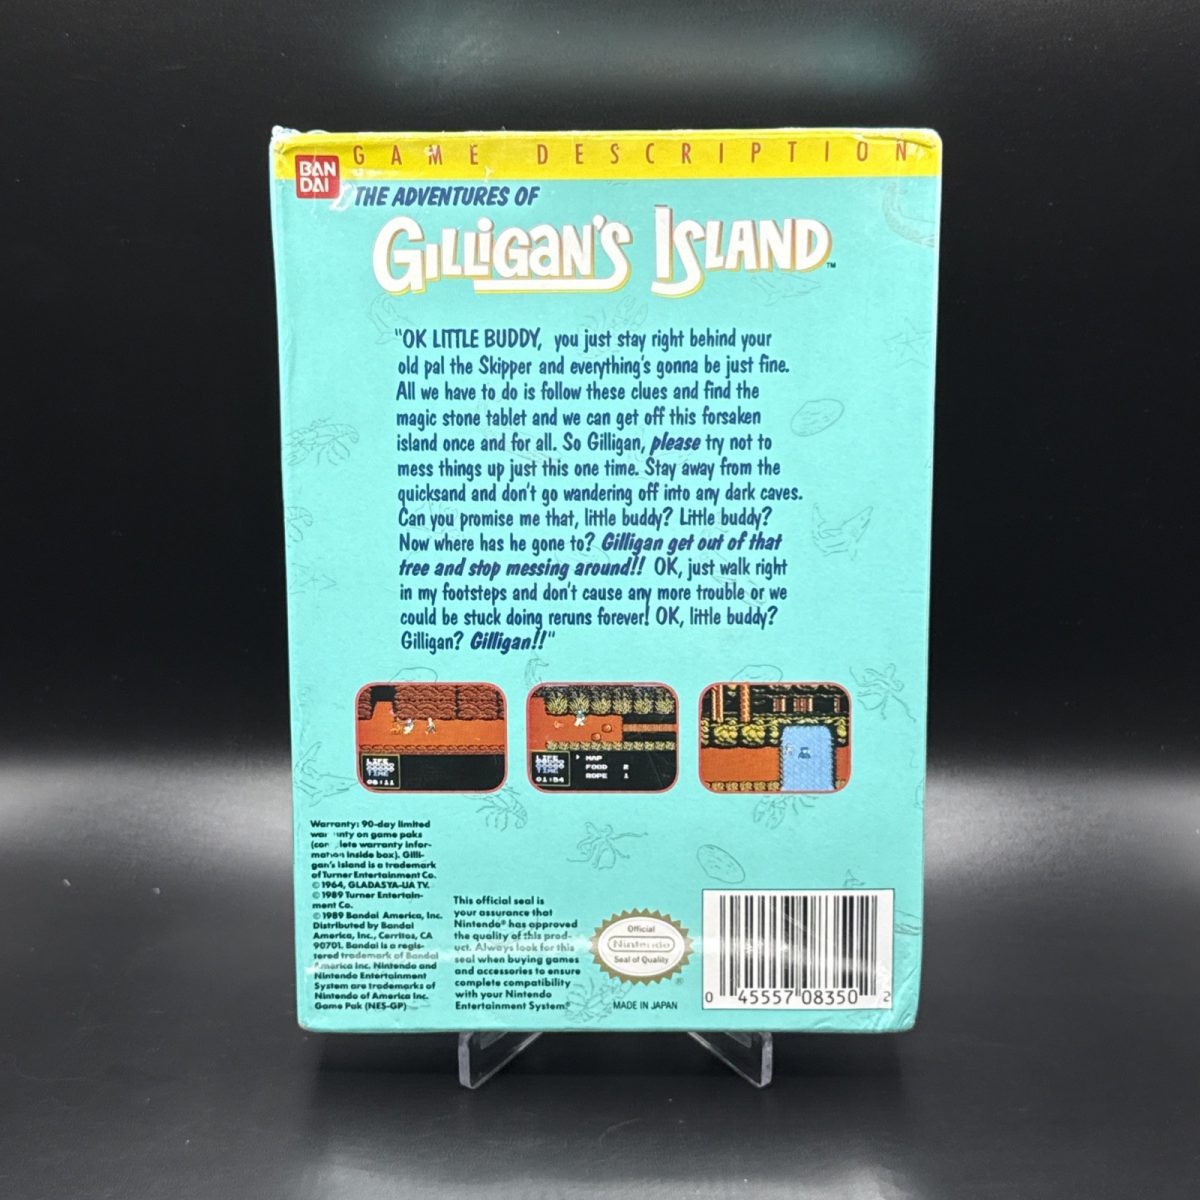 GAME DESCRIPTION
BAN
DAI
THE ADVENTURES OF
GILLIGAN'S ISLAND™
"OK LITTLE BUDDY, you just stay right behind your
old pal the Skipper and everything's gonna be just fine.
All we have to do is follow these clues and find the
magic stone tablet and we can get off this forsaken
island once and for all. So Gilligan, please try not to
mess things up just this one time. Stay away from the
quicksand and don't go wandering off into any dark caves.
Can you promise me that, little buddy? Little buddy?
Now where has he gone to? Gilligan get out of that
tree and stop messing around!! OK, just walk right
in my footsteps and don't cause any more trouble or we
could be stuck doing reruns forever! OK, little buddy?
Gilligan? Gilligan!!"
LIFE
TIME
LIFE
TIME
01:54
MAP
FOOD 2
ROPE 1
Warranty: 90-day limited
warranty on game paks
(complete warranty infor-
mation inside box). Gilli-
gan's Island is a trademark
of Turner Entertainment Co.
© 1964, GLADASYA-UA TV.
© 1989 Turner Entertain-
ment Co.
© 1989 Bandai America, Inc.
Distributed by Bandai
America, Inc., Cerritos, CA
90701. Bandai is a regis-
tered trademark of Bandai
America Inc. Nintendo and
Nintendo Entertainment
System are trademarks of
Nintendo of America Inc.
Game Pak (NES-GP)
This official seal is
your assurance that
Nintendo® has approved
the quality of this prod-
uct. Always look for this
seal when buying games
and accessories to ensure
complete compatibility
with your Nintendo
Entertainment System®
Official
Nintendo
Seal of Quality
®
MADE IN JAPAN
0 45557 08350 2